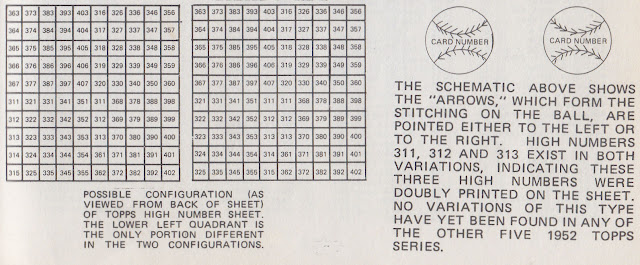 363 373 383 393 403 316 326 336 346 356
364 374 384 394 404 317 327 337 347 357
365 375 385 395 405 318 328 338 348 358
366 376 386 396 406 319 329 339 349 359
367 377 387 397 407 320 330 340 350 360
311 321 331 341 351 311 368 378 388 398
312 322 332 342 352 312 369 379 389 399
313 323 333 343 353 313 370 380 390 400
314 324 334 344 354 361 371 381 391 401
315 325 335 345 355 362 372 382 392 402
363 373 383 393 403 316 326 336 346 356
364 374 384 394 404 317 327 337 347 357
365 375 385 395 405 318 328 338 348 358
366 376 386 396 406 319 329 339 349 359
367 377 387 397 407 320 330 340 350 360
321 331 341 351 311 311 368 378 388 398
322 332 342 352 312 312 369 379 389 399
323 333 343 353 313 313 370 380 390 400
324 334 344 354 314 361 371 381 391 401
325 335 345 355 315 362 372 382 392 402
POSSIBLE CONFIGURATION (AS
VIEWED FROM BACK OF SHEET)
OF TOPPS HIGH NUMBER SHEET.
THE LOWER LEFT QUADRANT IS
THE ONLY PORTION DIFFERENT
IN THE TWO CONFIGURATIONS.
CARD NUMBER
CARD NUMBER
THE SCHEMATIC ABOVE SHOWS
THE "ARROWS," WHICH FORM THE
STITCHING ON THE BALL, ARE
POINTED EITHER TO THE LEFT OR
TO THE RIGHT. HIGH NUMBERS
311, 312 AND 313 EXIST IN BOTH
VARIATIONS, INDICATING THESE
THREE HIGH NUMBERS WERE
DOUBLY PRINTED ON THE SHEET.
NO VARIATIONS OF THIS TYPE
HAVE YET BEEN FOUND IN ANY OF
THE OTHER FIVE 1952 TOPPS
SERIES.